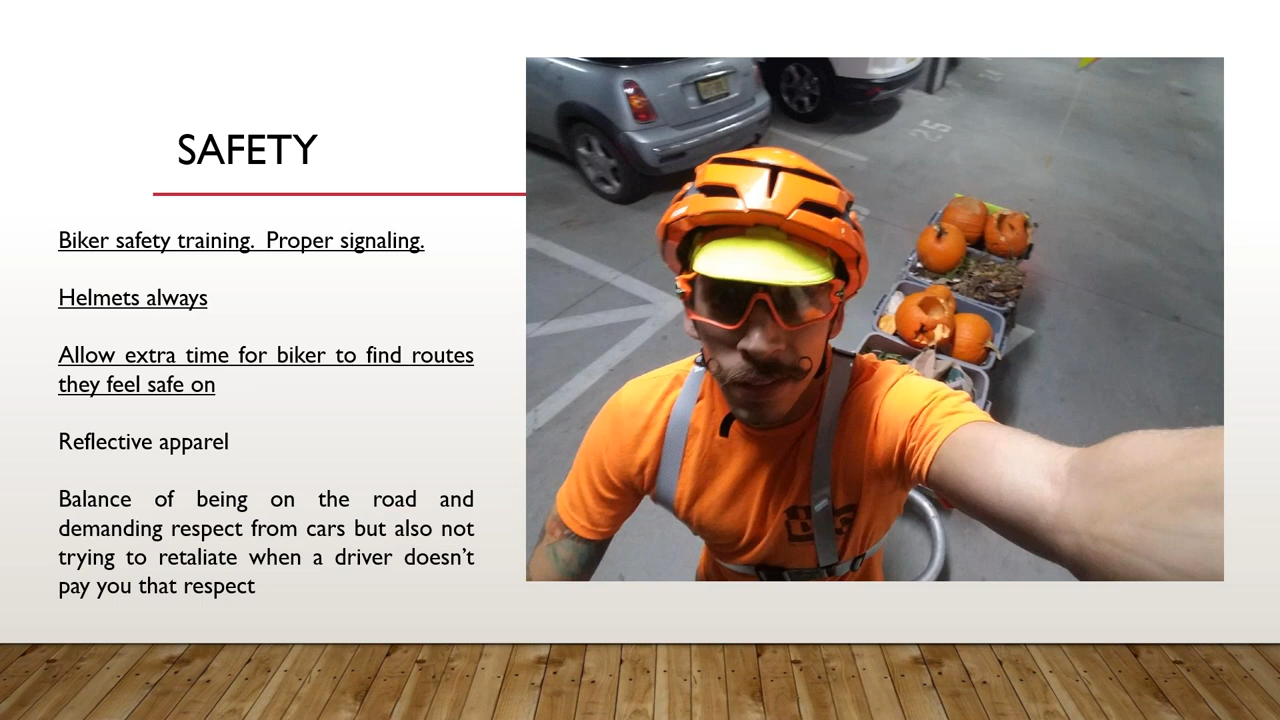 SAFETY
Biker safety training.  Proper signaling.
Helmets always
Allow extra time for biker to find routes
they feel safe on
Reflective apparel
Balance of being on the road and
demanding respect from cars but also not
trying to retaliate when a driver doesn’t
pay you that respect
25